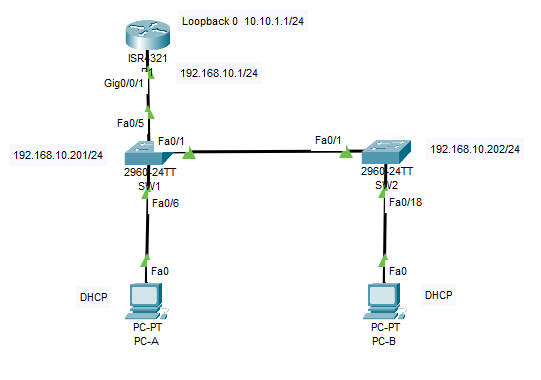 Loopback 0 10.10.1.1/24
ISR4321
R1
192.168.10.1/24
Gig0/0/1
Fa0/5
Fa0/1
Fa0/1
192.168.10.201/24
192.168.10.202/24
2960-24TT
SW1
2960-24TT
SW2
Fa0/6
Fa0/18
Fa0
Fa0
DHCP
DHCP
PC-PT
PC-A
PC-PT
PC-B